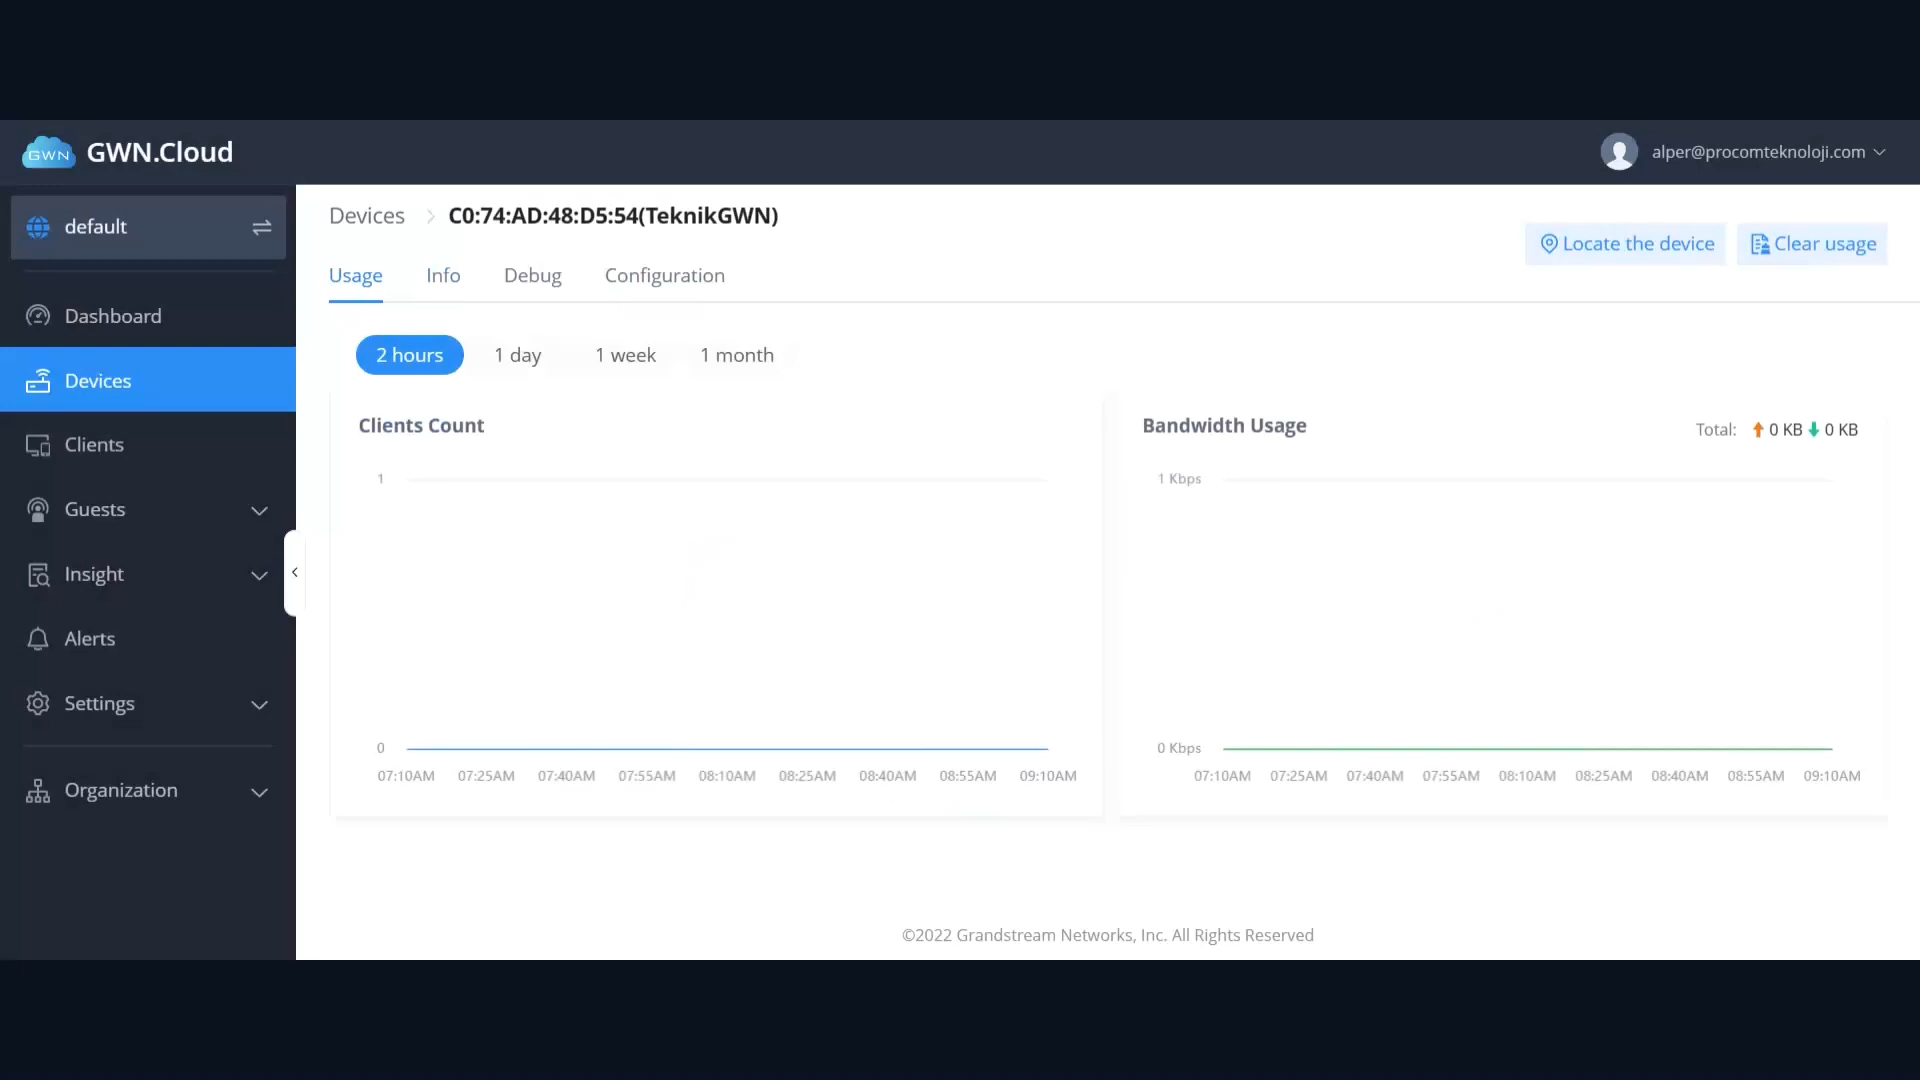 GWN GWN.Cloud
alper@procomteknoloji.com
default
Dashboard
Devices
Clients
Guests
Insight
Alerts
Settings
Organization
Devices > C0:74:AD:48:D5:54(TeknikGWN)
Locate the device Clear usage
Usage Info Debug Configuration
2 hours 1 day 1 week 1 month
Clients Count
1
0
07:10AM 07:25AM 07:40AM 07:55AM 08:10AM 08:25AM 08:40AM 08:55AM 09:10AM
Bandwidth Usage
Total: 0 KB 0 KB
1 Kbps
0 Kbps
07:10AM 07:25AM 07:40AM 07:55AM 08:10AM 08:25AM 08:40AM 08:55AM 09:10AM
©2022 Grandstream Networks, Inc. All Rights Reserved